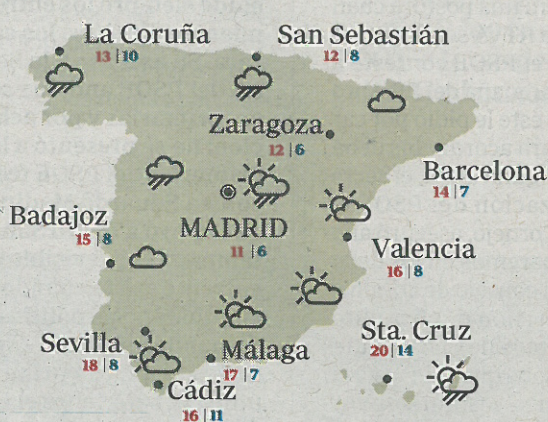 La Coruña
13|10
San Sebastián
12|8
Zaragoza
12|6
Barcelona
14|7
MADRID
11|6
Badajoz
15|8
Valencia
16|8
Sevilla
18|8
Málaga
17|7
Cádiz
16|11
Sta. Cruz
20|14